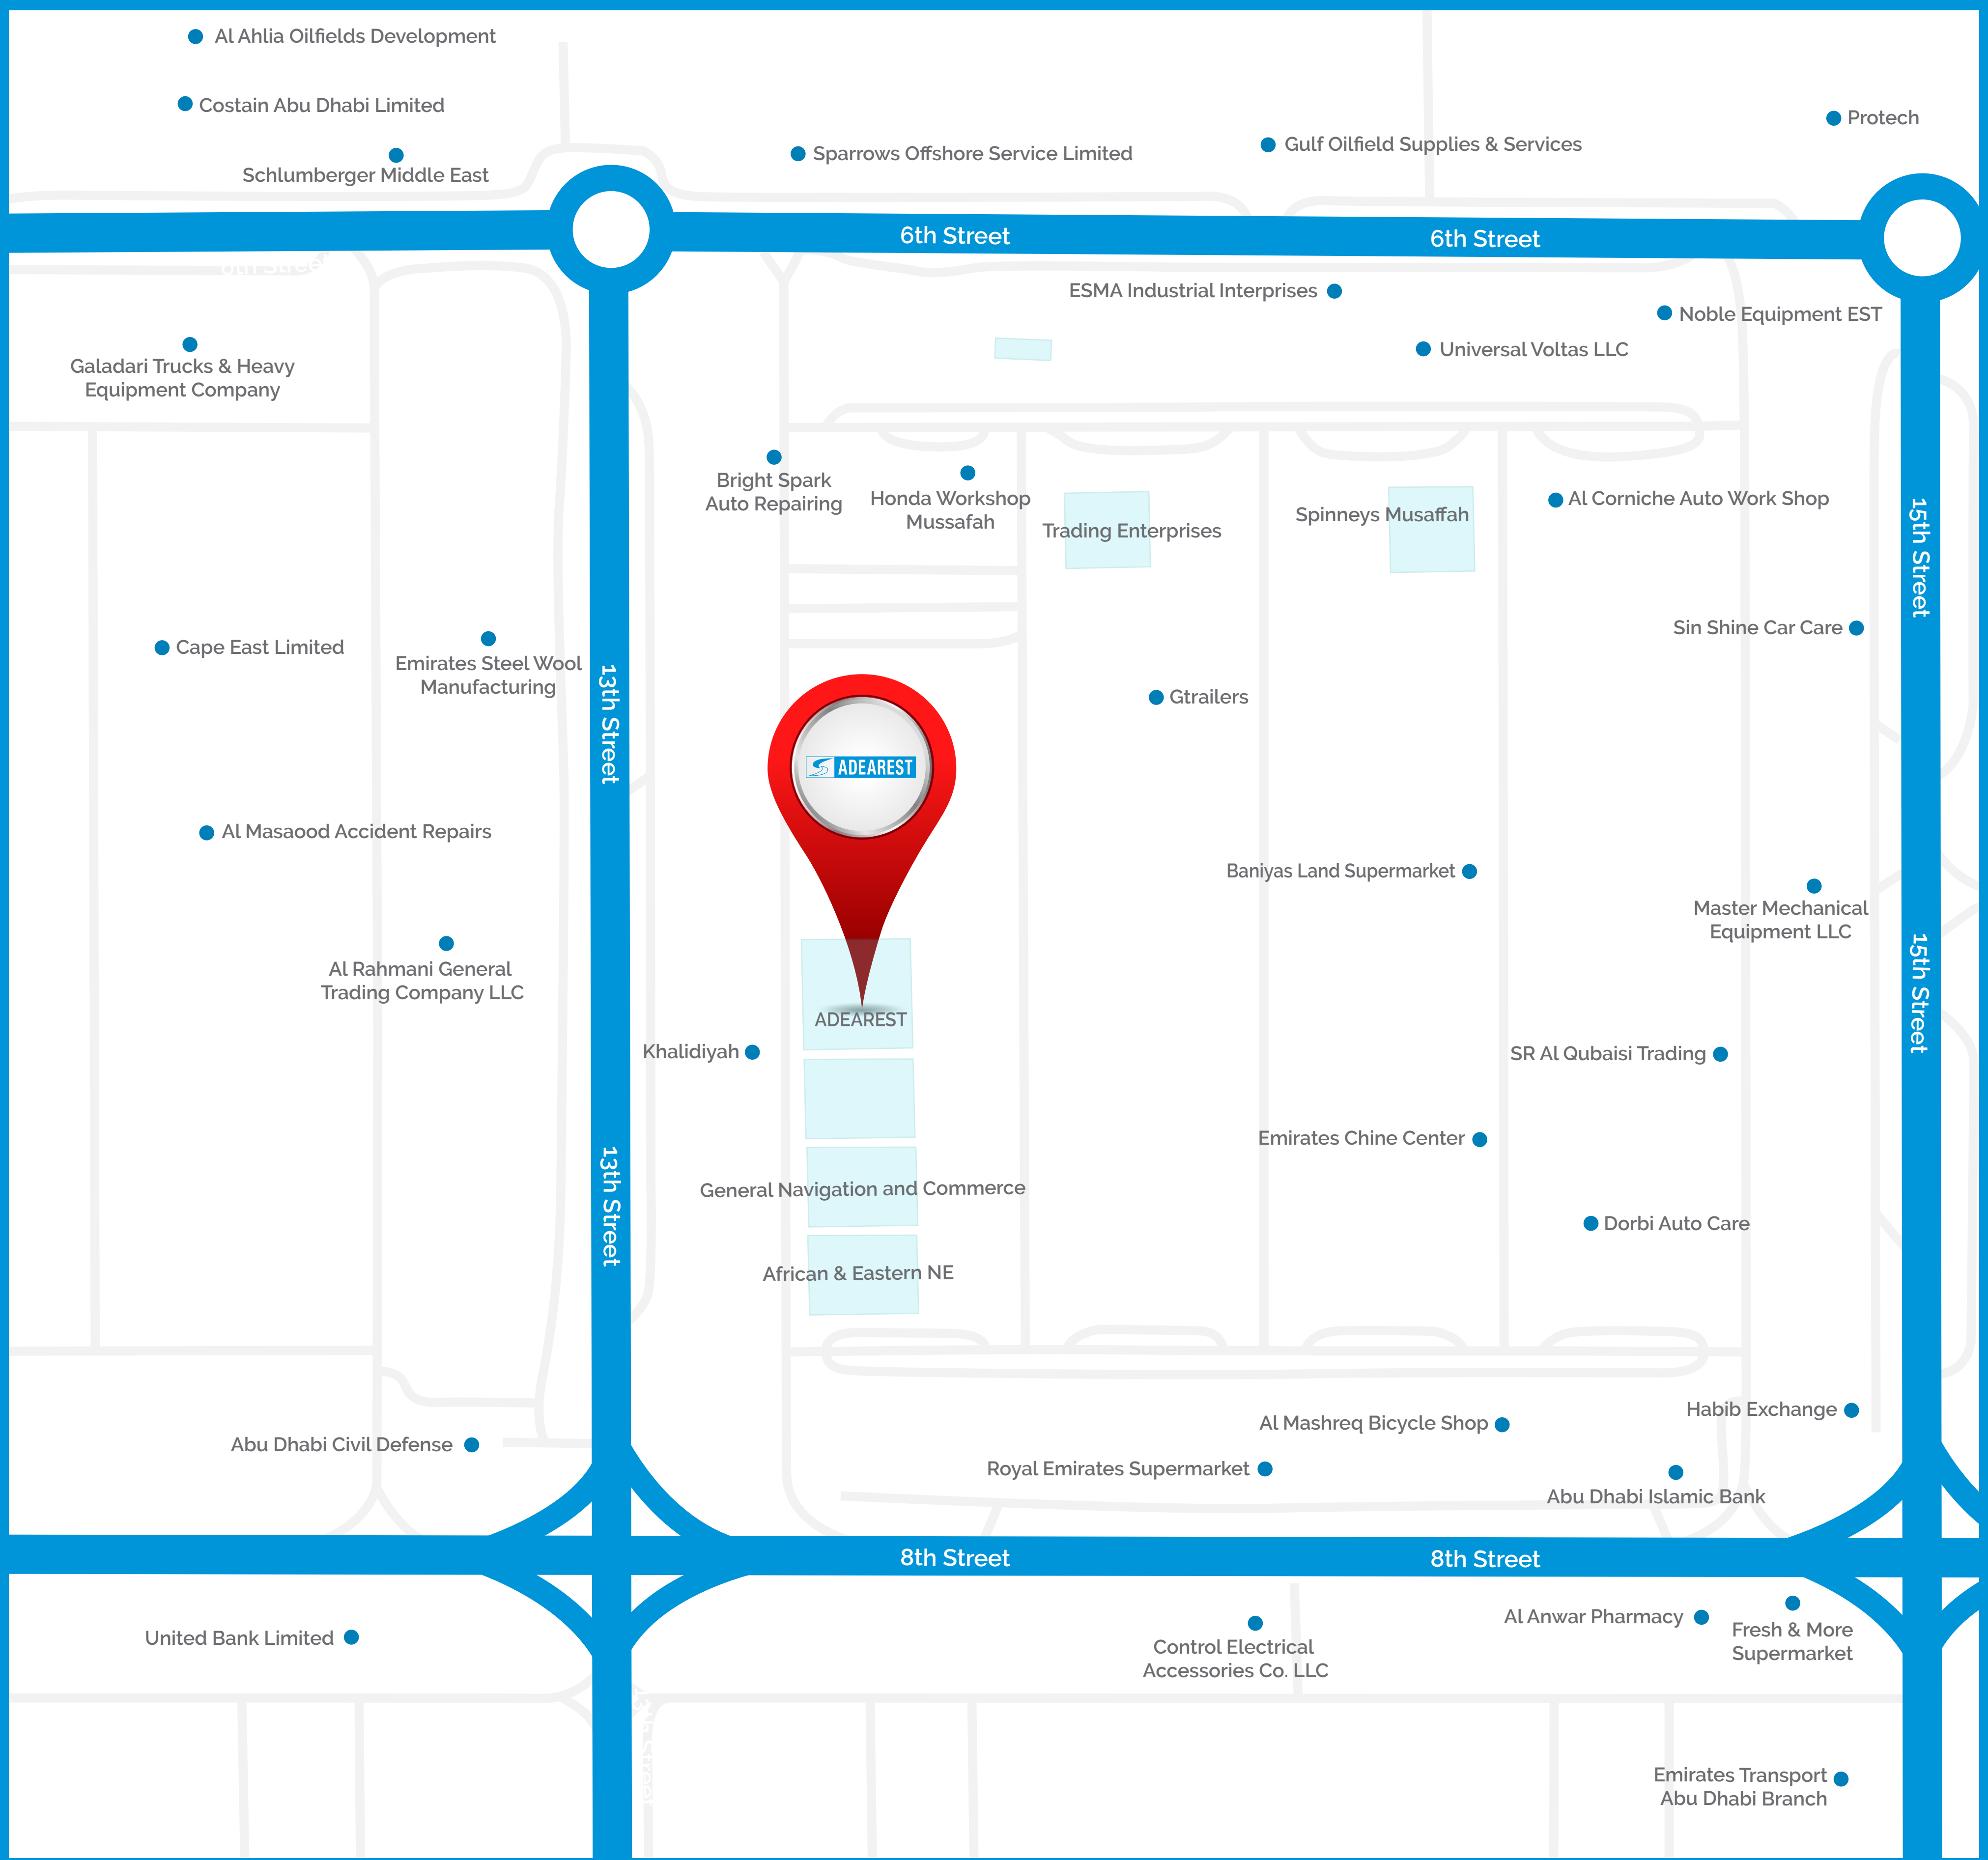 Al Ahlia Oilfields Development
Costain Abu Dhabi Limited
Protech
Gulf Oilfield Supplies & Services
Sparrows Offshore Service Limited
Schlumberger Middle East
6th Street
6th Street
6th Street
ESMA Industrial Interprises
Noble Equipment EST
Universal Voltas LLC
Galadari Trucks & Heavy
Equipment Company
Bright Spark
Auto Repairing
Honda Workshop
Mussafah
Trading Enterprises
Spinneys Musaffah
Al Corniche Auto Work Shop
15th Street
Sin Shine Car Care
Cape East Limited
Emirates Steel Wool
Manufacturing
13th Street
Gtrailers
ADEAREST
Al Masaood Accident Repairs
Baniyas Land Supermarket
Master Mechanical
Equipment LLC
Al Rahmani General
Trading Company LLC
15th Street
ADEAREST
Khalidiyah
SR Al Qubaisi Trading
Emirates Chine Center
General Navigation and Commerce
13th Street
Dorbi Auto Care
African & Eastern NE
Habib Exchange
Al Mashreq Bicycle Shop
Abu Dhabi Civil Defense
Royal Emirates Supermarket
Abu Dhabi Islamic Bank
8th Street
8th Street
Al Anwar Pharmacy
Fresh & More
Supermarket
United Bank Limited
Control Electrical
Accessories Co. LLC
13th Street
Emirates Transport
Abu Dhabi Branch